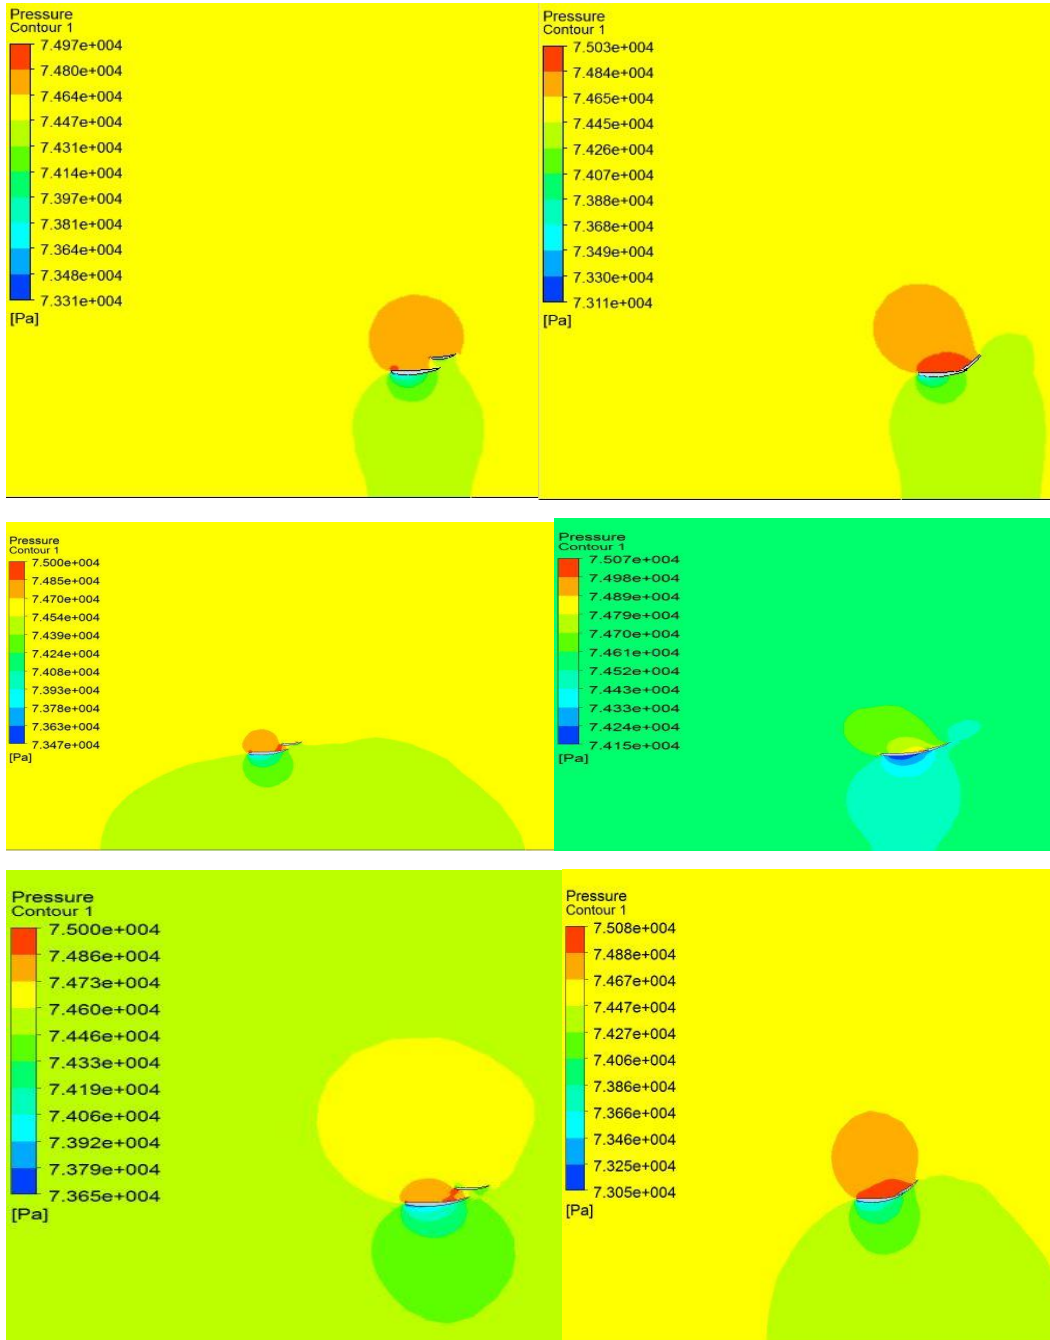 Pressure
Contour 1
7.497e+004
7.480e+004
7.464e+004
7.447e+004
7.431e+004
7.414e+004
7.397e+004
7.381e+004
7.364e+004
7.348e+004
7.331e+004
[Pa]
Pressure
Contour 1
7.503e+004
7.484e+004
7.465e+004
7.445e+004
7.426e+004
7.407e+004
7.388e+004
7.368e+004
7.349e+004
7.330e+004
7.311e+004
[Pa]
Pressure
Contour 1
7.500e+004
7.485e+004
7.470e+004
7.454e+004
7.439e+004
7.424e+004
7.408e+004
7.393e+004
7.378e+004
7.363e+004
7.347e+004
[Pa]
Pressure
Contour 1
7.507e+004
7.498e+004
7.489e+004
7.479e+004
7.470e+004
7.461e+004
7.452e+004
7.443e+004
7.433e+004
7.424e+004
7.415e+004
[Pa]
Pressure
Contour 1
7.500e+004
7.486e+004
7.473e+004
7.460e+004
7.446e+004
7.433e+004
7.419e+004
7.406e+004
7.392e+004
7.379e+004
7.365e+004
[Pa]
Pressure
Contour 1
7.508e+004
7.488e+004
7.467e+004
7.447e+004
7.427e+004
7.406e+004
7.386e+004
7.366e+004
7.346e+004
7.325e+004
7.305e+004
[Pa]